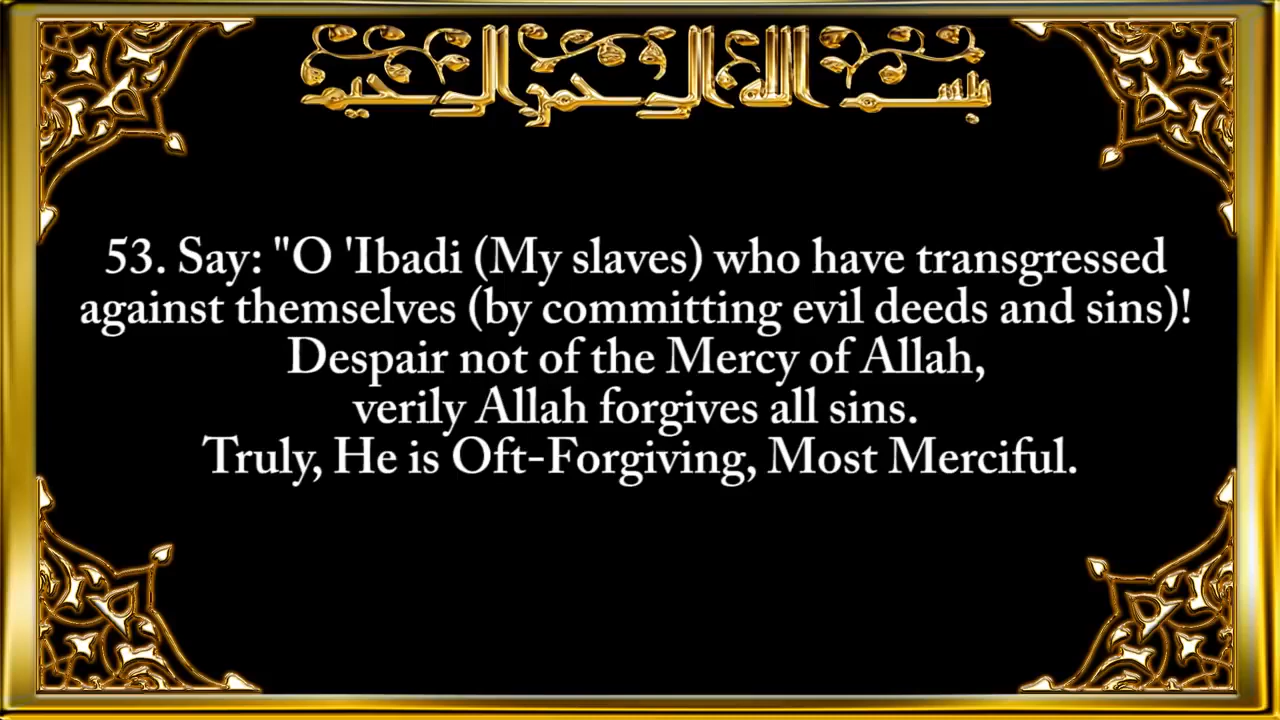 بسم الله الرحمن الرحيم
53. Say: "O 'Ibadi (My slaves) who have transgressed
against themselves (by committing evil deeds and sins)!
Despair not of the Mercy of Allah,
verily Allah forgives all sins.
Truly, He is Oft-Forgiving, Most Merciful.